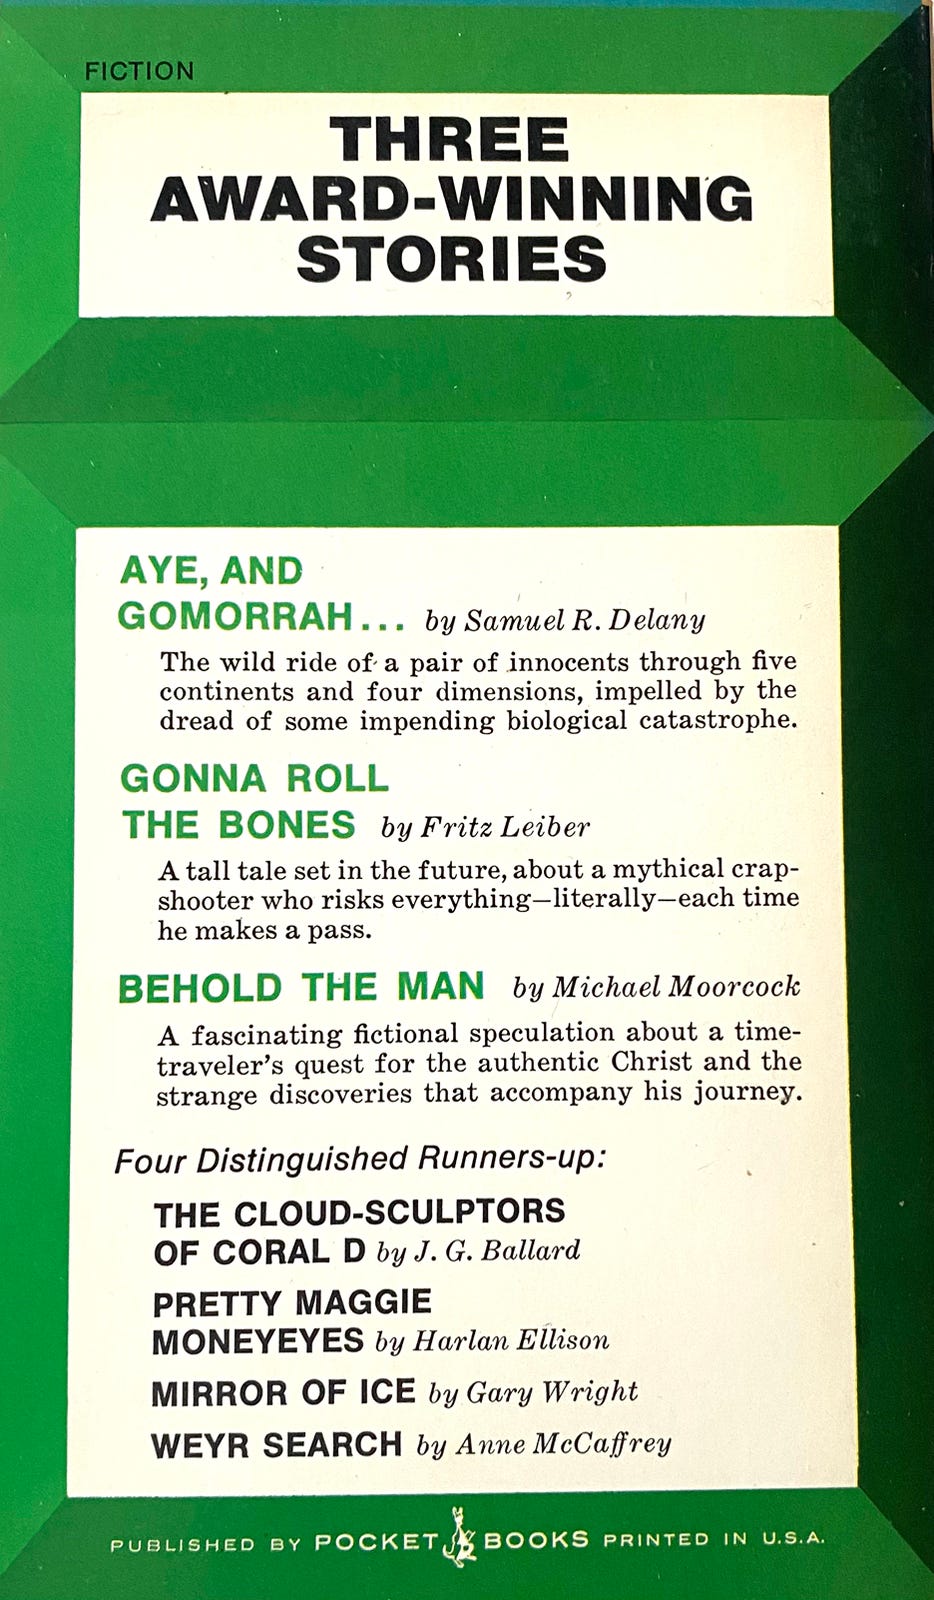 FICTION
THREE
AWARD-WINNING
STORIES
AYE, AND
GOMORRAH... by Samuel R. Delany
The wild ride of a pair of innocents through five
continents and four dimensions, impelled by the
dread of some impending biological catastrophe.
GONNA ROLL
THE BONES by Fritz Leiber
A tall tale set in the future, about a mythical crap-
shooter who risks everything—literally—each time
he makes a pass.
BEHOLD THE MAN by Michael Moorcock
A fascinating fictional speculation about a time-
traveler's quest for the authentic Christ and the
strange discoveries that accompany his journey.
Four Distinguished Runners-up:
THE CLOUD-SCULPTORS
OF CORAL D by J. G. Ballard
PRETTY MAGGIE
MONEYEYES by Harlan Ellison
MIRROR OF ICE by Gary Wright
WEYR SEARCH by Anne McCaffrey
PUBLISHED BY POCKET BOOKS PRINTED IN U.S.A.